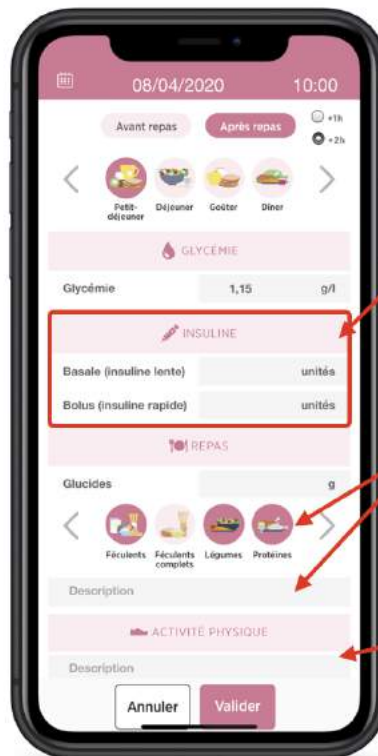 08/04/2020 10:00
Avant repas Après repas +1h
+2h
Petit-déjeuner Déjeuner Goûter Dîner
GLYCÉMIE
Glycémie 1,15 g/l
INSULINE
Basale (insuline lente) unités
Bolus (insuline rapide) unités
REPAS
Glucides g
Féculents Féculents complets Légumes Protéines
Description
ACTIVITÉ PHYSIQUE
Description
Annuler Valider